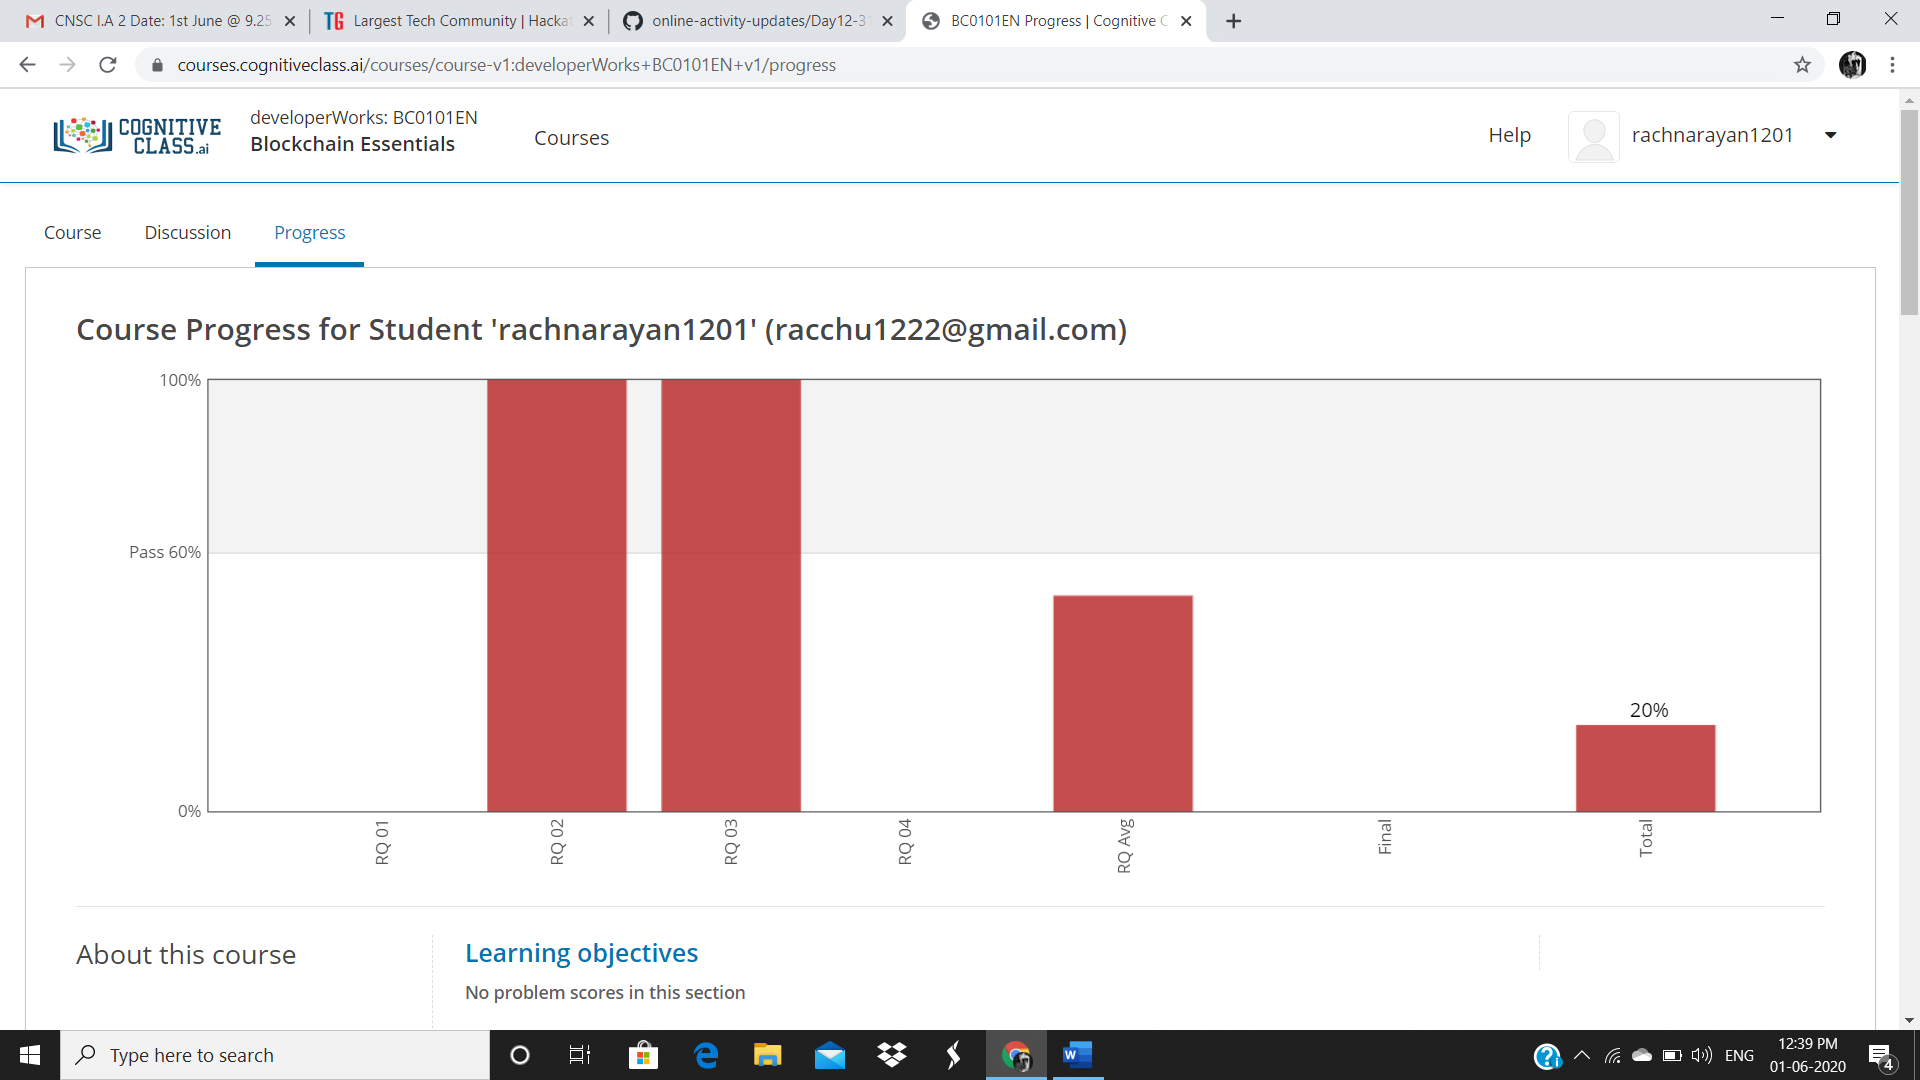 CNSC I.A 2 Date: 1st June @ 9.25
TG Largest Tech Community | Hacka
online-activity-updates/Day12-3
BC0101EN Progress | Cognitive C
courses.cognitiveclass.ai/courses/course-v1:developerWorks+BC0101EN+v1/progress
COGNITIVE
CLASS.ai
developerWorks: BC0101EN
Blockchain Essentials
Courses
Help
rachnarayan1201
Course
Discussion
Progress
Course Progress for Student 'rachnarayan1201' (racchu1222@gmail.com)
100%
Pass 60%
0%
20%
RQ 01
RQ 02
RQ 03
RQ 04
RQ Avg
Final
Total
About this course
Learning objectives
No problem scores in this section
Type here to search
ENG
12:39 PM
01-06-2020
4